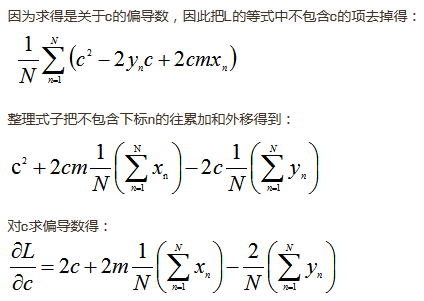 因为求得是关于c的偏导数，因此把L的等式中不包含c的项去掉得：
\frac{1}{N}\sum_{n=1}^{N}(c^2 - 2y_n c + 2cmx_n)
整理式子把不包含下标n的往累加和外移得到：
c^2 + 2cm\frac{1}{N}\left(\sum_{n=1}^{N} x_n\right) - 2c\frac{1}{N}\left(\sum_{n=1}^{N} y_n\right)
对c求偏导数得：
\frac{\partial L}{\partial c} = 2c + 2m\frac{1}{N}\left(\sum_{n=1}^{N} x_n\right) - \frac{2}{N}\left(\sum_{n=1}^{N} y_n\right)